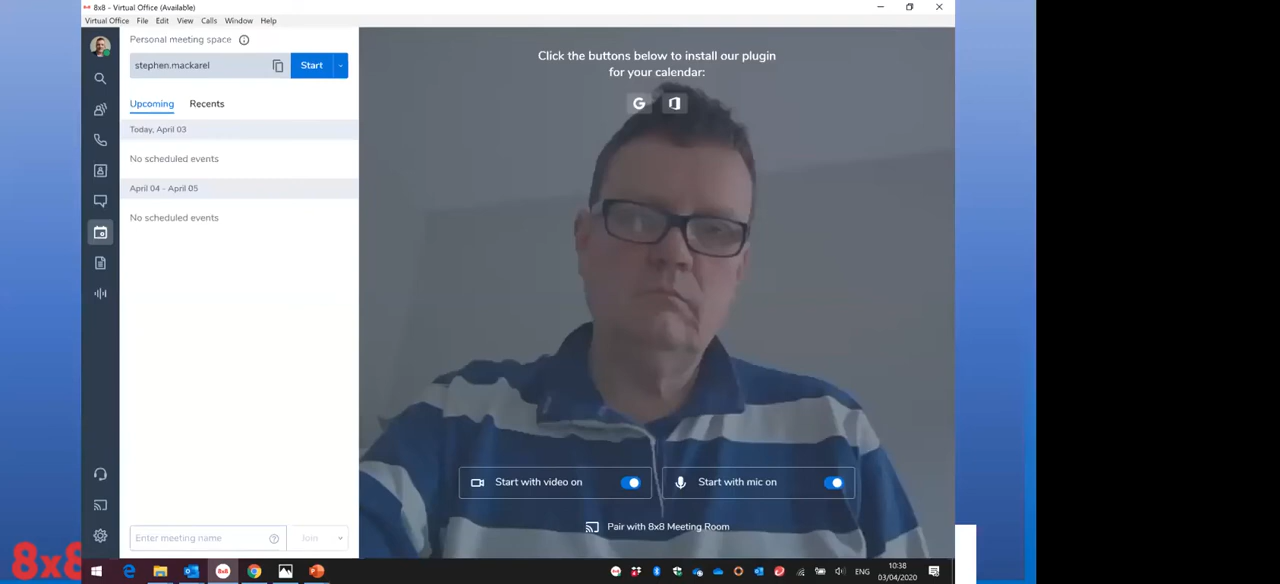 8x8 - Virtual Office (Available)
Virtual Office File Edit View Calls Window Help
Personal meeting space
stephen.mackarel Start
Upcoming Recents
Today, April 03
No scheduled events
April 04 - April 05
No scheduled events
Click the buttons below to install our plugin
for your calendar:
G
Start with video on Start with mic on
Pair with 8x8 Meeting Room
Enter meeting name Join
8x8
ENG
10:38
03/04/2020